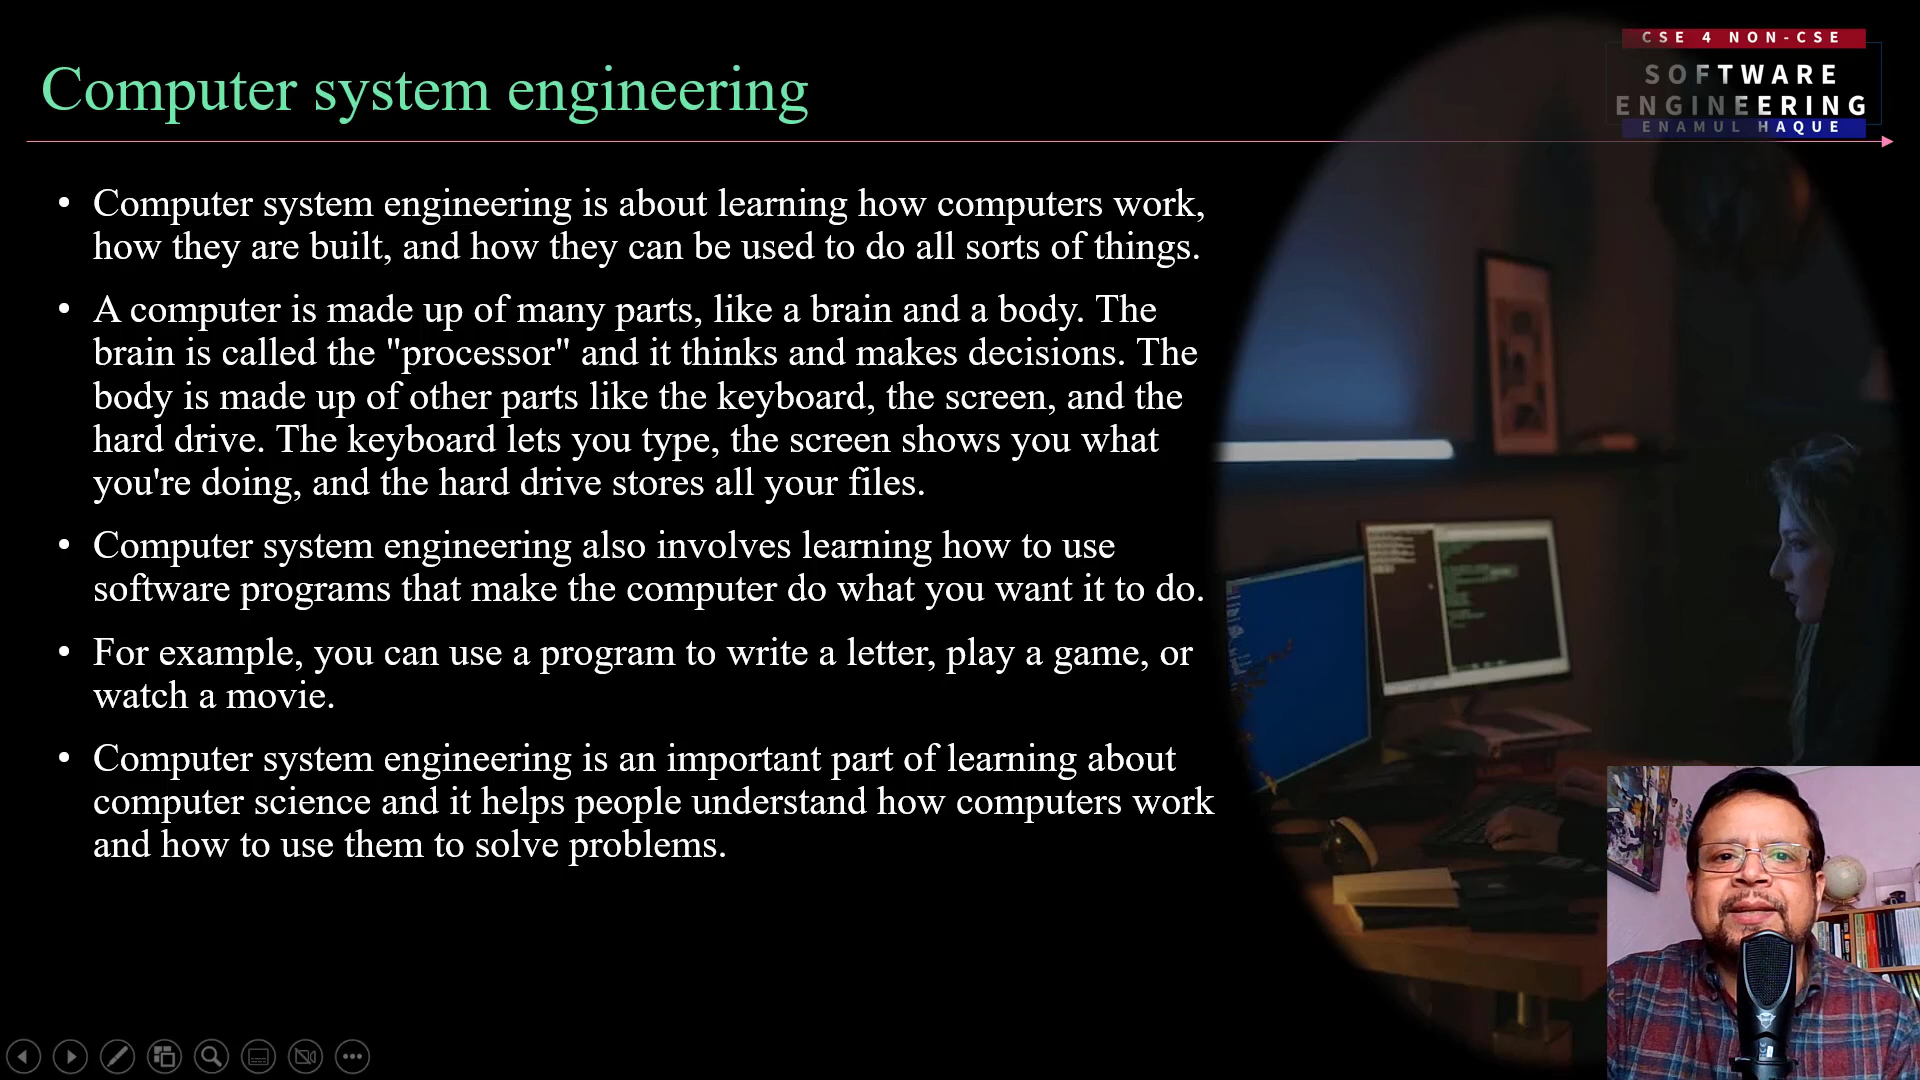 CSE 4 NON-CSE
SOFTWARE
ENGINEERING
ENAMUL HAQUE
Computer system engineering
• Computer system engineering is about learning how computers work,
how they are built, and how they can be used to do all sorts of things.
• A computer is made up of many parts, like a brain and a body. The
brain is called the "processor" and it thinks and makes decisions. The
body is made up of other parts like the keyboard, the screen, and the
hard drive. The keyboard lets you type, the screen shows you what
you're doing, and the hard drive stores all your files.
• Computer system engineering also involves learning how to use
software programs that make the computer do what you want it to do.
• For example, you can use a program to write a letter, play a game, or
watch a movie.
• Computer system engineering is an important part of learning about
computer science and it helps people understand how computers work
and how to use them to solve problems.